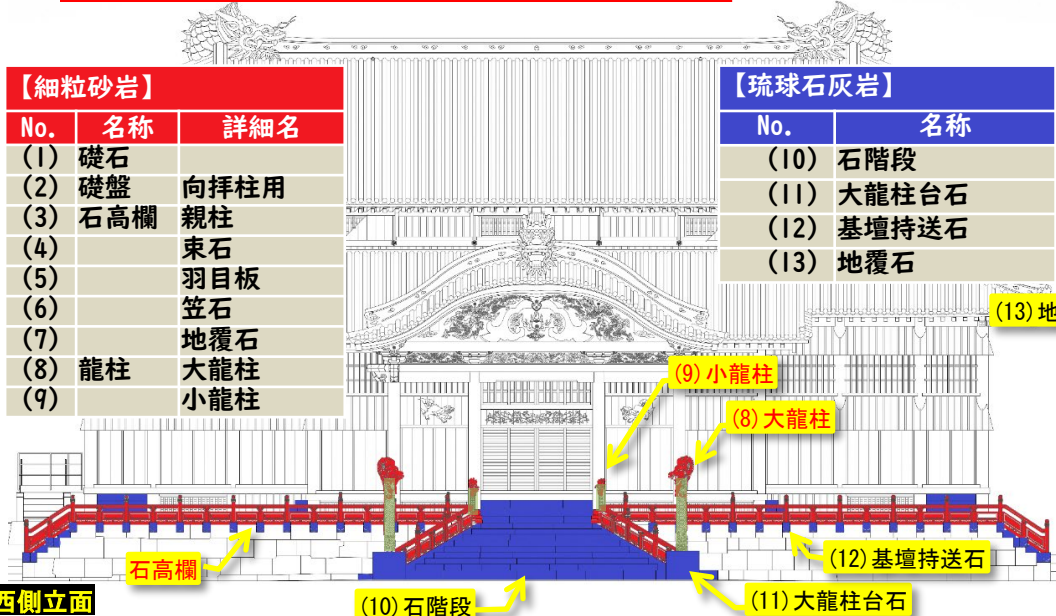 【細粒砂岩】
No. 名称 詳細名
(1) 礎石
(2) 礎盤 向拝柱用
(3) 石高欄 親柱
(4) 束石
(5) 羽目板
(6) 笠石
(7) 地覆石
(8) 龍柱 大龍柱
(9) 小龍柱
【琉球石灰岩】
No. 名称
(10) 石階段
(11) 大龍柱台石
(12) 基壇持送石
(13) 地覆石
(13)地
(9)小龍柱
(8)大龍柱
石高欄
(12)基壇持送石
西側立面
(10)石階段
(11)大龍柱台石